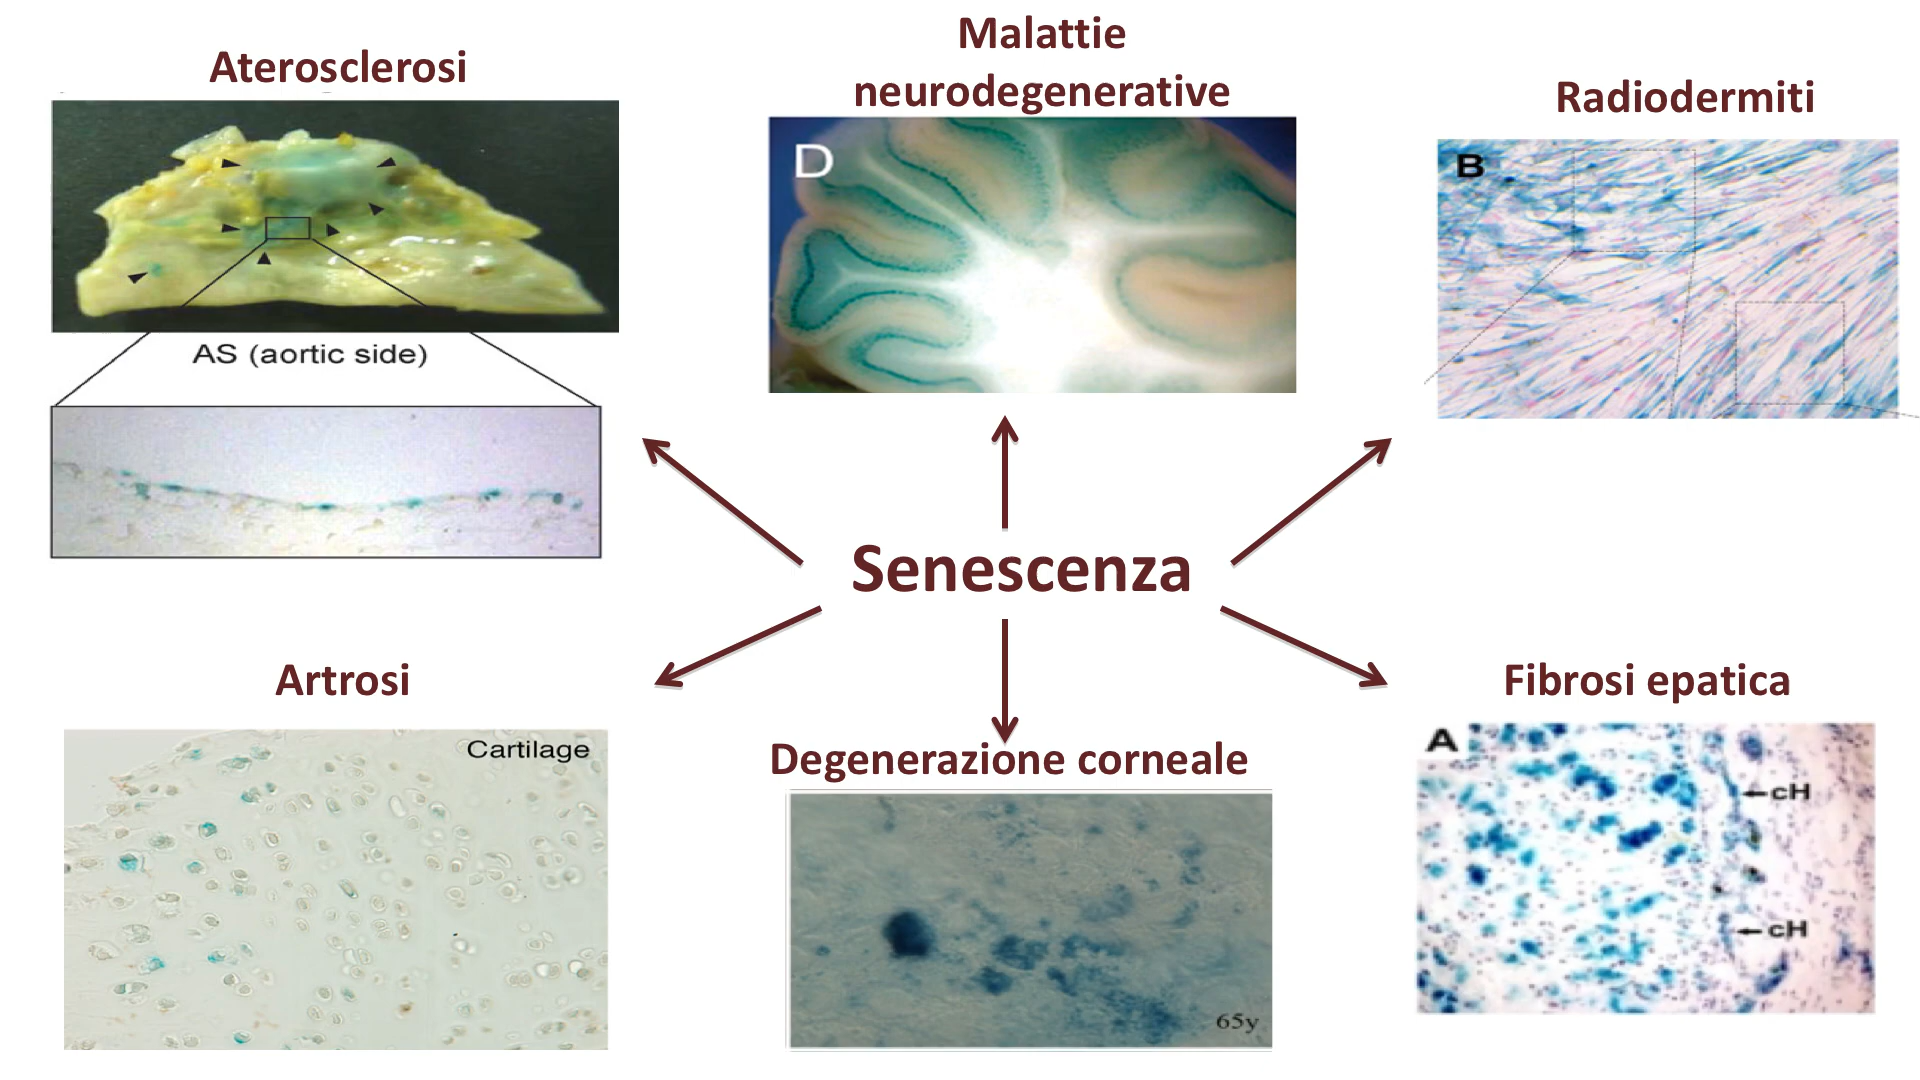 Aterosclerosi
Malattie
neurodegenerative
Radiodermiti
D
B
AS (aortic side)
Senescenza
Artrosi
Degenerazione corneale
Fibrosi epatica
Cartilage
65y
A
cH
cH